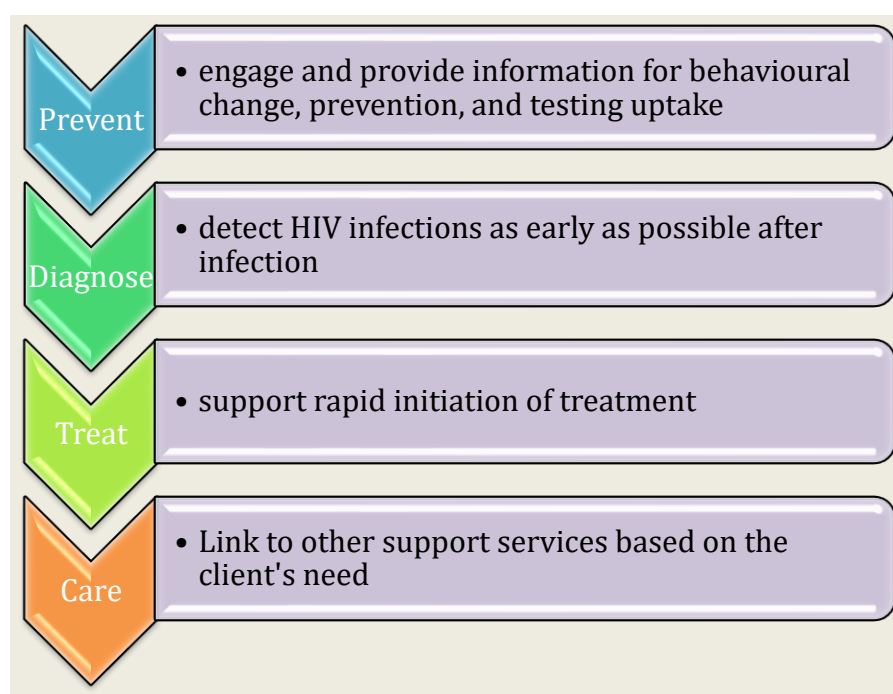 Prevent
• engage and provide information for behavioural
change, prevention, and testing uptake
Diagnose
• detect HIV infections as early as possible after
infection
Treat
• support rapid initiation of treatment
Care
• Link to other support services based on the
client's need